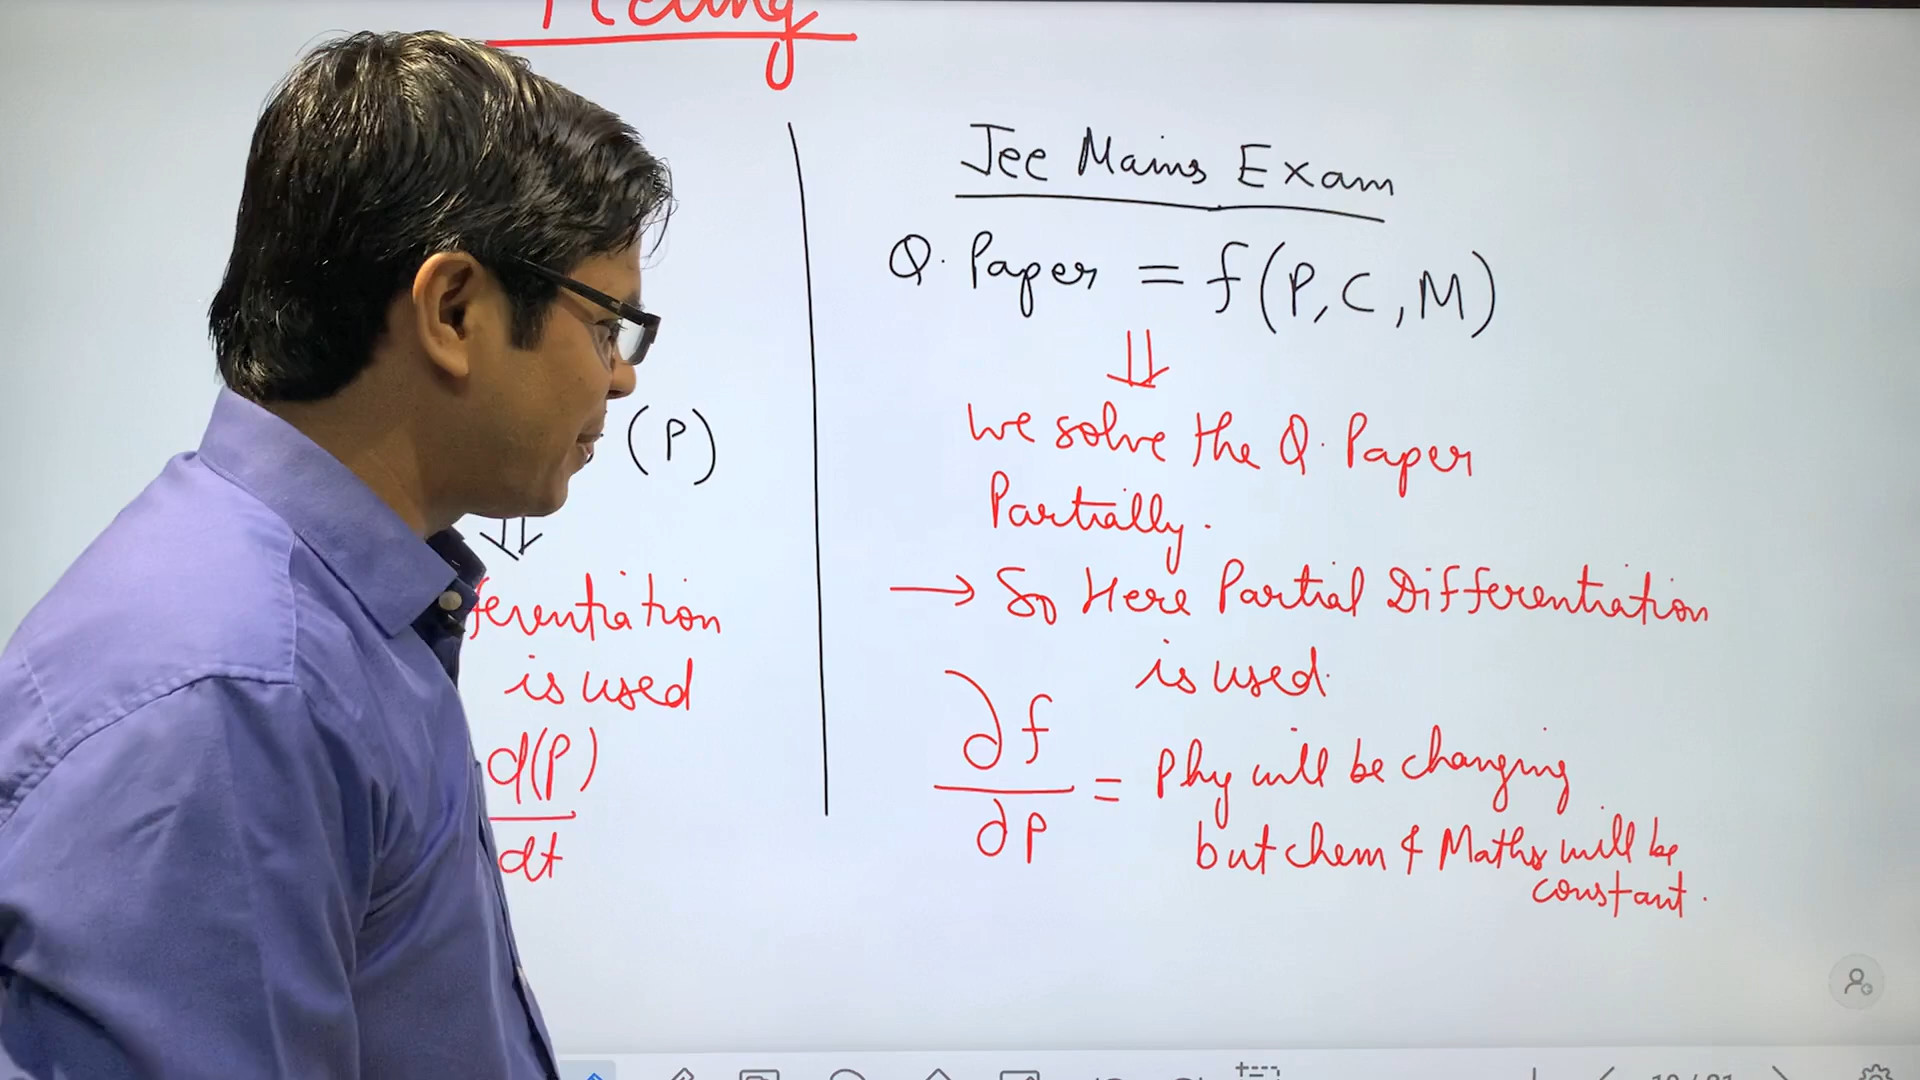 Jee Mains Exam
Q. Paper = f(P, C, M)
⇓
We solve the Q. Paper
Partially.
→ So Here Partial Differentiation
is used.
∂f/∂P = Phy will be changing
but chem & Maths will be
constant.
(P)
⇓
ferentiation
is used
d(P)/dt